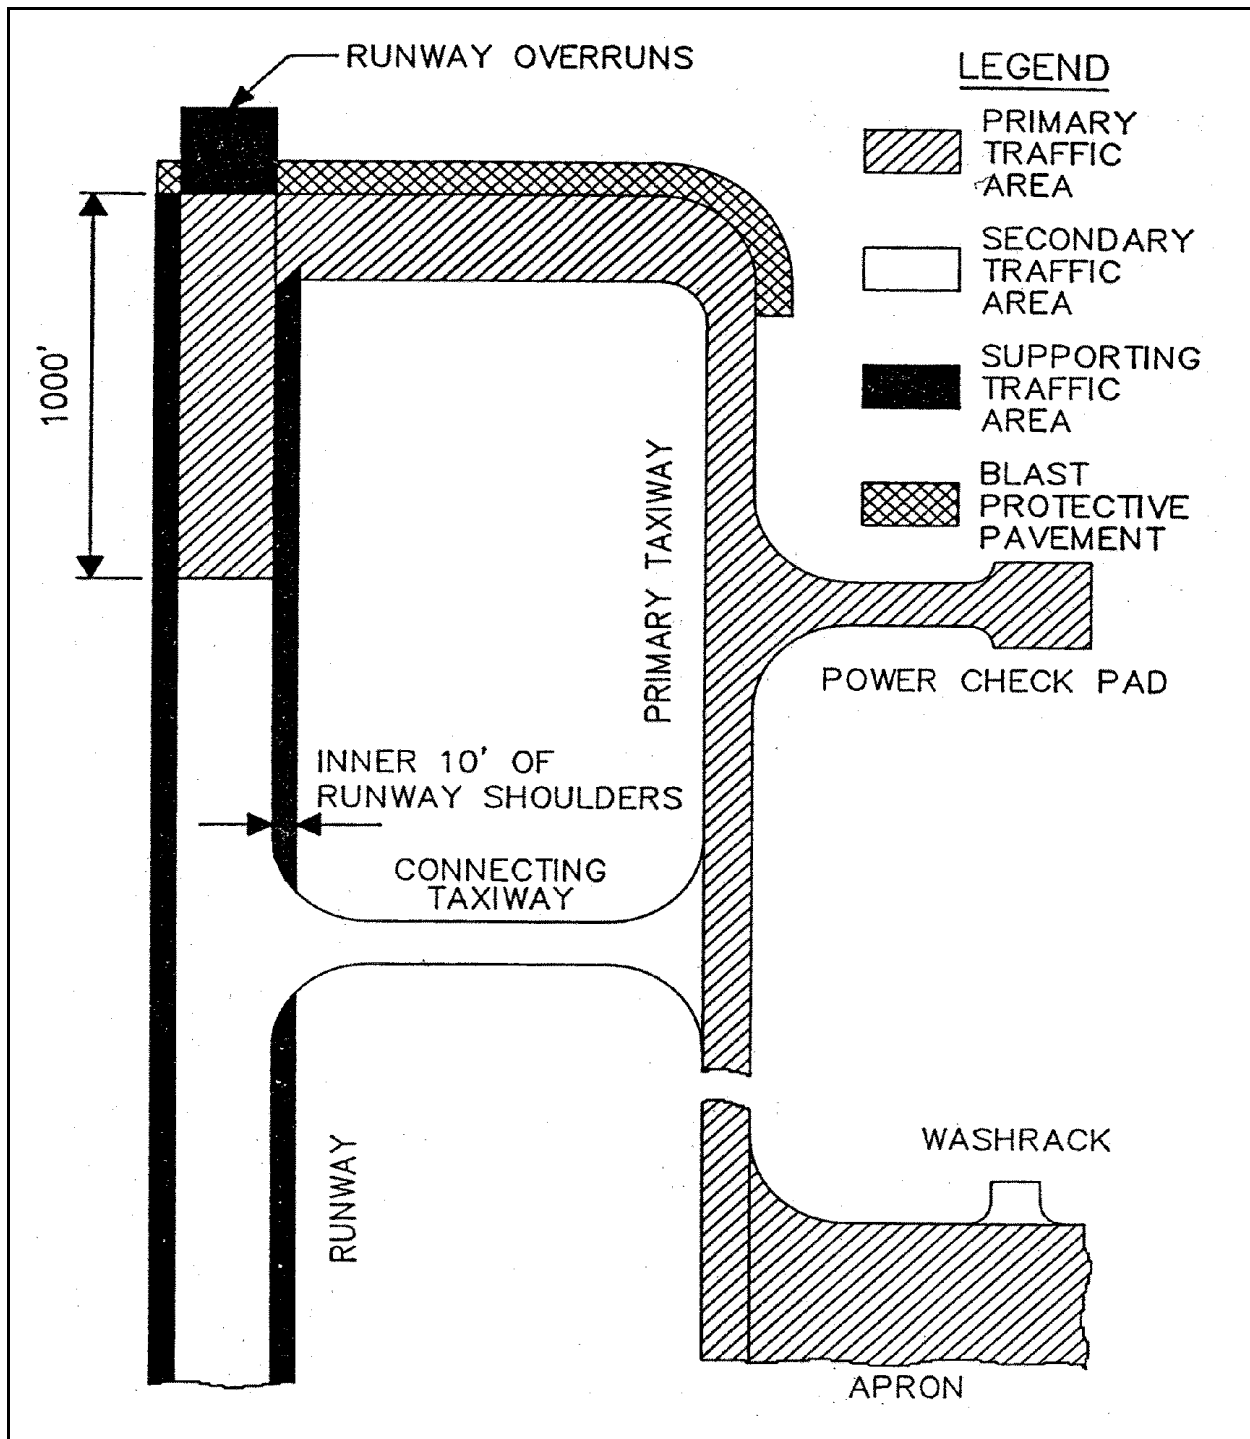 RUNWAY OVERRUNS
LEGEND
PRIMARY
TRAFFIC
AREA
SECONDARY
TRAFFIC
AREA
SUPPORTING
TRAFFIC
AREA
BLAST
PROTECTIVE
PAVEMENT
1000'
PRIMARY TAXIWAY
POWER CHECK PAD
INNER 10' OF
RUNWAY SHOULDERS
CONNECTING
TAXIWAY
RUNWAY
WASHRACK
APRON